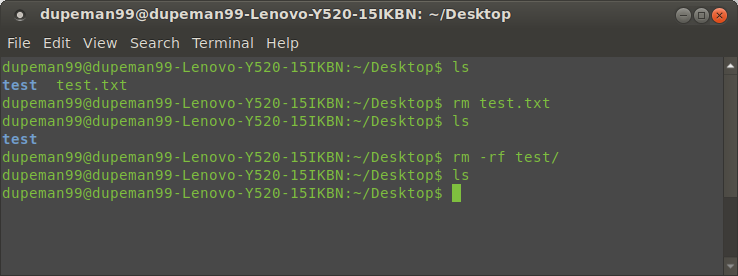 dupeman99@dupeman99-Lenovo-Y520-15IKBN: ~/Desktop
File Edit View Search Terminal Help
dupeman99@dupeman99-Lenovo-Y520-15IKBN:~/Desktop$ ls
test  test.txt
dupeman99@dupeman99-Lenovo-Y520-15IKBN:~/Desktop$ rm test.txt
dupeman99@dupeman99-Lenovo-Y520-15IKBN:~/Desktop$ ls
test
dupeman99@dupeman99-Lenovo-Y520-15IKBN:~/Desktop$ rm -rf test/
dupeman99@dupeman99-Lenovo-Y520-15IKBN:~/Desktop$ ls
dupeman99@dupeman99-Lenovo-Y520-15IKBN:~/Desktop$